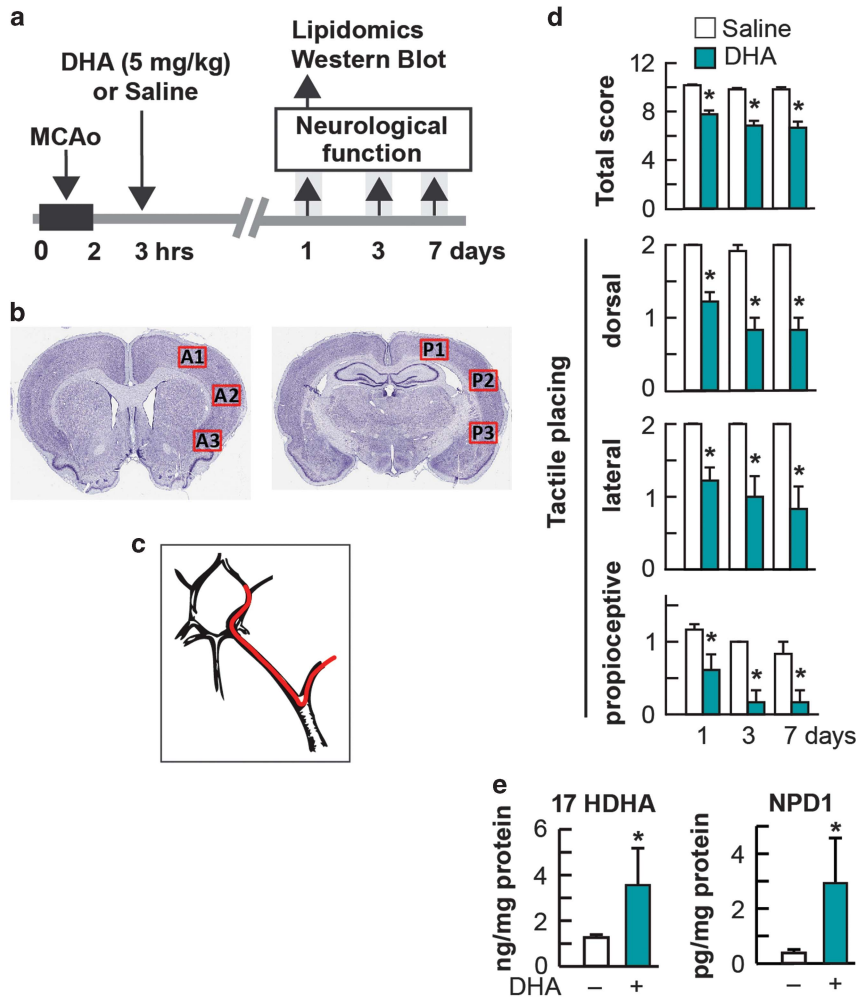 a
Lipidomics
Western Blot
DHA (5 mg/kg)
or Saline
Neurological
function
MCAo
0 2 3 hrs 1 3 7 days
b
A1
A2
A3
P1
P2
P3
c
d
Saline
DHA
Total score
12
8
4
0
* * *
Tactile placing
dorsal
2
1
0
* * *
lateral
2
1
0
* * *
propioceptive
1
0
* * *
1 3 7 days
e
17 HDHA
ng/mg protein
6
4
2
0
*
DHA – +
NPD1
pg/mg protein
4
2
0
*
– +